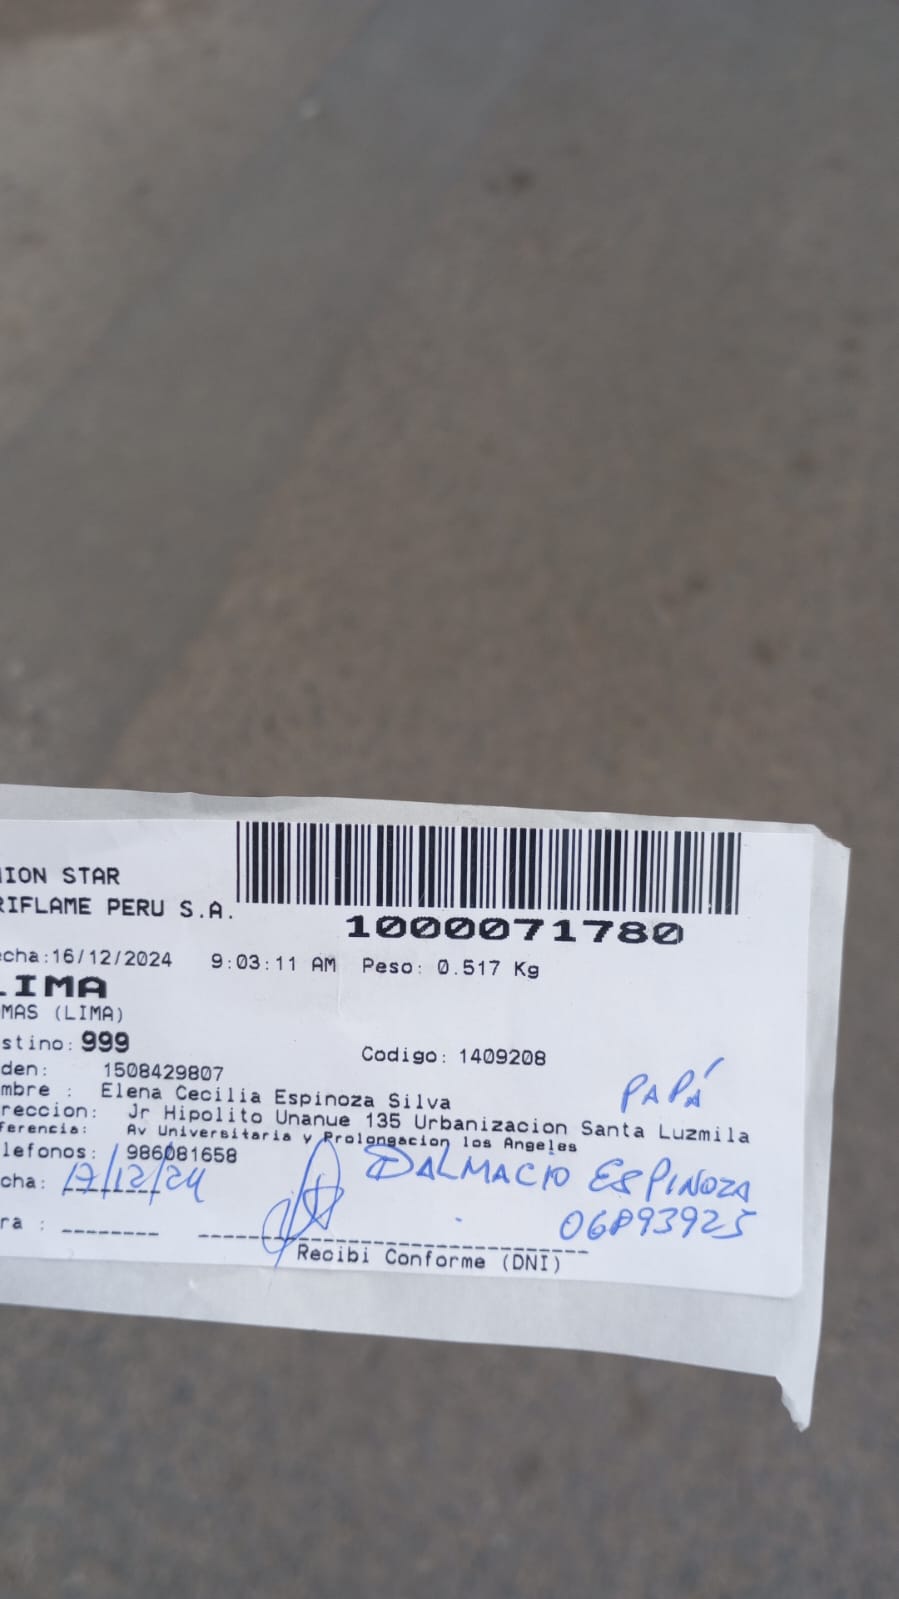 ION STAR
RIFLAME PERU S.A.
1000071780
echa:16/12/2024 9:03:11 AM Peso: 0.517 Kg
LIMA
MAS (LIMA)
stino: 999
Codigo: 1409208
den: 1508429807
mbre : Elena Cecilia Espinoza Silva
PAPÁ
reccion: Jr Hipolito Unanue 135 Urbanizacion Santa Luzmila
ferencia: Av Universitaria y Prolongacion los Angeles
lefonos: 986081658
DALMACIO ESPINOZA
cha: 17/12/24
06893925
ra :
Recibi Conforme (DNI)